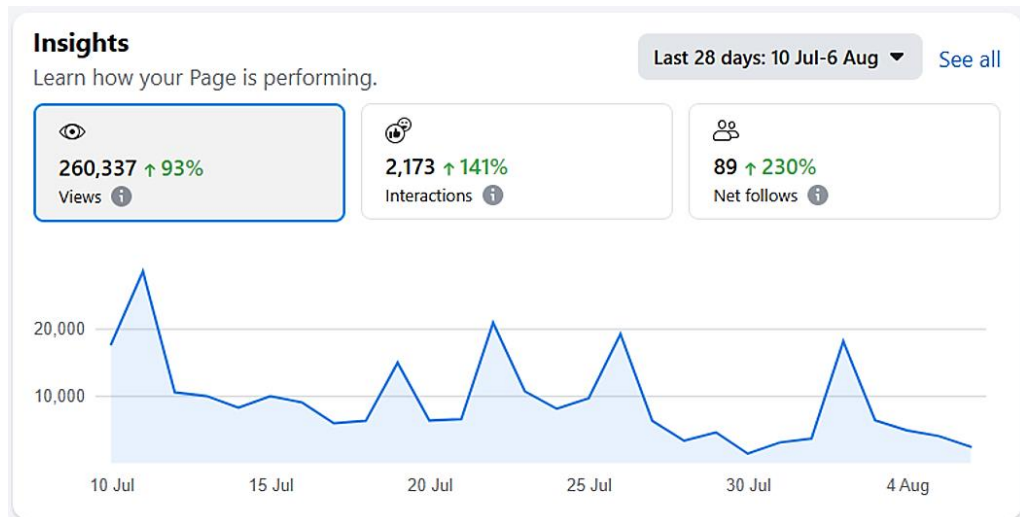 Insights
Learn how your Page is performing.
Last 28 days: 10 Jul-6 Aug
See all
260,337 ↑ 93%
Views
2,173 ↑ 141%
Interactions
89 ↑ 230%
Net follows
20,000
10,000
10 Jul
15 Jul
20 Jul
25 Jul
30 Jul
4 Aug